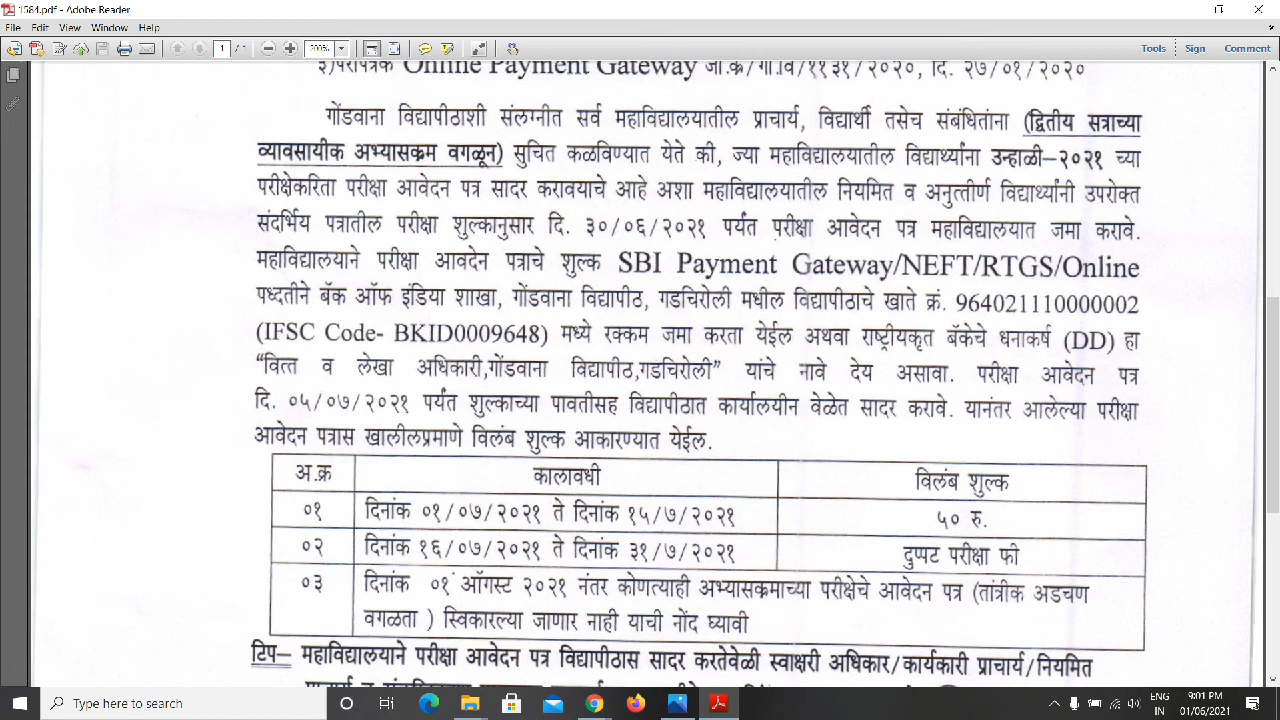 1584.pdf - Adobe Reader
File Edit View Window Help
1 / 1 200% Tools Sign Comment
३)परिपत्रक Online Payment Gateway जा.क्र/गो.वि/११३१/२०२०, दि. २७/०१/२०२०
गोंडवाना विद्यापीठाशी संलग्नीत सर्व महाविद्यालयातील प्राचार्य, विद्यार्थी तसेच संबंधितांना (द्वितीय सत्राच्या
व्यावसायीक अभ्यासक्रम वगळून) सुचित कळविण्यात येते की, ज्या महाविद्यालयातील विद्यार्थ्यांना उन्हाळी–२०२१ च्या
परीक्षेकरिता परीक्षा आवेदन पत्र सादर करावयाचे आहे अशा महाविद्यालयातील नियमित व अनुत्तीर्ण विद्यार्थ्यांनी उपरोक्त
संदर्भिय पत्रातील परीक्षा शुल्कानुसार दि. ३०/०६/२०२१ पर्यंत परीक्षा आवेदन पत्र महाविद्यालयात जमा करावे.
महाविद्यालयाने परीक्षा आवदेन पत्राचे शुल्क SBI Payment Gateway/NEFT/RTGS/Online
पध्दतीने बॅक ऑफ इंडिया शाखा, गोंडवाना विद्यापीठ, गडचिरोली मधील विद्यापीठाचे खाते क्रं. 964021110000002
(IFSC Code- BKID0009648) मध्ये रक्कम जमा करता येईल अथवा राष्ट्रीयकृत बॅकेचे धनाकर्ष (DD) हा
“वित्त व लेखा अधिकारी,गोंडवाना विद्यापीठ,गडचिरोली” यांचे नावे देय असावा. परीक्षा आवेदन पत्र
दि. ०५/०७/२०२१ पर्यंत शुल्काच्या पावतीसह विद्यापीठात कार्यालयीन वेळेत सादर करावे. यानंतर आलेल्या परीक्षा
आवेदन पत्रास खालीलप्रमाणे विलंब शुल्क आकारण्यात येईल.
अ.क्र कालावधी विलंब शुल्क
०१ दिनांक ०१/०७/२०२१ ते दिनांक १५/७/२०२१ ५० रु.
०२ दिनांक १६/०७/२०२१ ते दिनांक ३१/७/२०२१ दुप्पट परीक्षा फी
०३ दिनांक ०१ ऑगस्ट २०२१ नंतर कोणत्याही अभ्यासक्रमाच्या परीक्षेचे आवेदन पत्र (तांत्रीक अडचण
वगळता ) स्विकारल्या जाणार नाही याची नोंद घ्यावी
टिप– महाविद्यालयाने परीक्षा आवेदन पत्र विद्यापीठास सादर करतेवेळी स्वाक्षरी अधिकार/कार्यकारी प्राचार्य/नियमित
Type here to search
ENG 9:01 PM
IN 01/06/2021